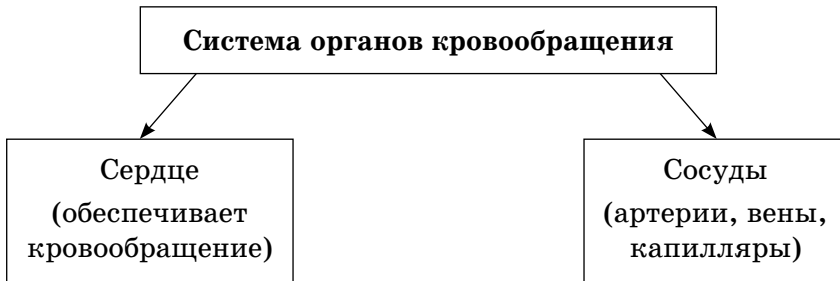 Система органов кровообращения
Сердце
(обеспечивает
кровообращение)
Сосуды
(артерии, вены,
капилляры)